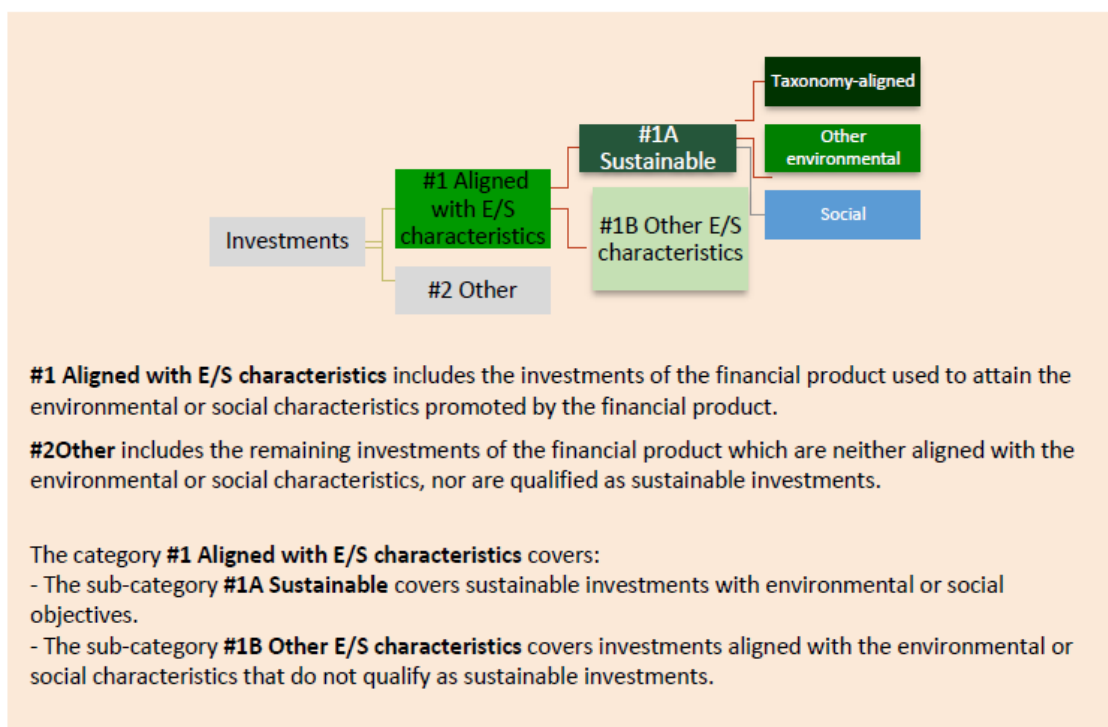 Taxonomy-aligned
#1A
Sustainable
Other
environmental
#1 Aligned
with E/S
characteristics
#1B Other E/S
characteristics
Social
Investments
#2 Other
#1 Aligned with E/S characteristics includes the investments of the financial product used to attain the
environmental or social characteristics promoted by the financial product.
#2Other includes the remaining investments of the financial product which are neither aligned with the
environmental or social characteristics, nor are qualified as sustainable investments.
The category #1 Aligned with E/S characteristics covers:
- The sub-category #1A Sustainable covers sustainable investments with environmental or social
objectives.
- The sub-category #1B Other E/S characteristics covers investments aligned with the environmental or
social characteristics that do not qualify as sustainable investments.